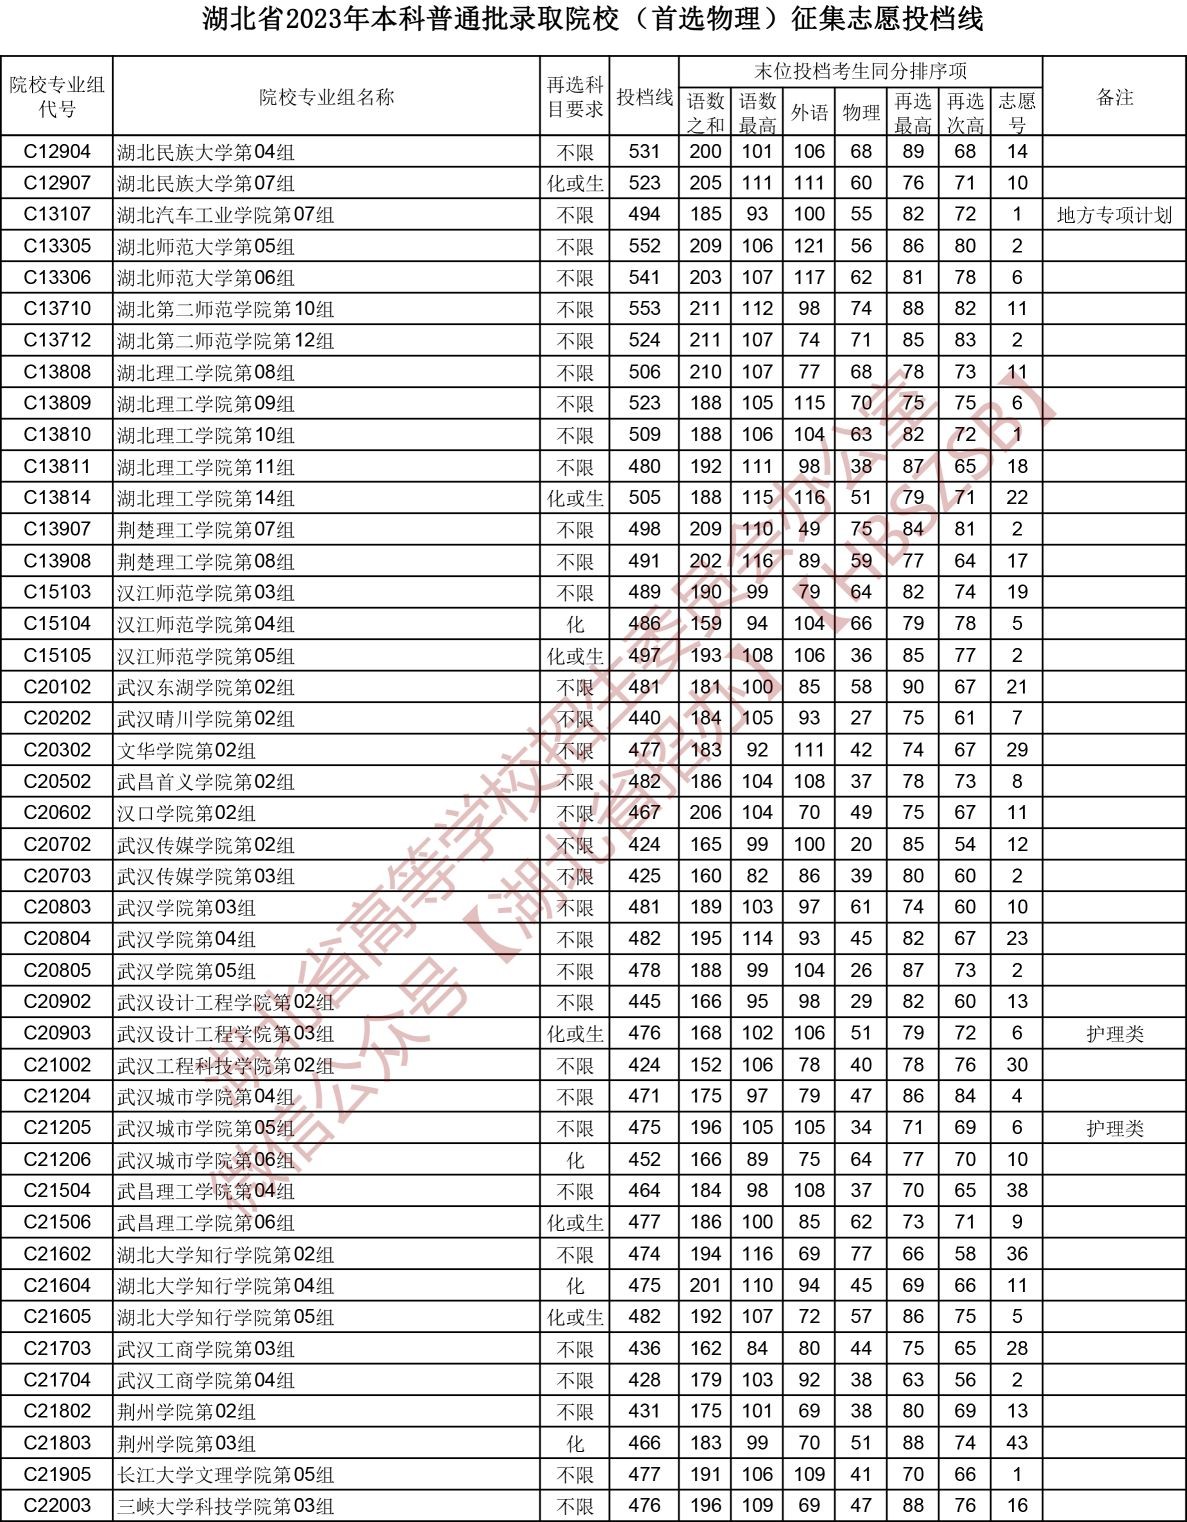 湖北省2023年本科普通批录取院校（首选物理）征集志愿投档线
院校专业组代号 院校专业组名称 再选科目要求 投档线 末位投档考生同分排序项 备注
语数之和 语数最高 外语 物理 再选最高 再选次高 志愿号
C12904 湖北民族大学第04组 不限 531 200 101 106 68 89 68 14
C12907 湖北民族大学第07组 化或生 523 205 111 111 60 76 71 10
C13107 湖北汽车工业学院第07组 不限 494 185 93 100 55 82 72 1 地方专项计划
C13305 湖北师范大学第05组 不限 552 209 106 121 56 86 80 2
C13306 湖北师范大学第06组 不限 541 203 107 117 62 81 78 6
C13710 湖北第二师范学院第10组 不限 553 211 112 98 74 88 82 11
C13712 湖北第二师范学院第12组 不限 524 211 107 74 71 85 83 2
C13808 湖北理工学院第08组 不限 506 210 107 77 68 78 73 11
C13809 湖北理工学院第09组 不限 523 188 105 115 70 75 75 6
C13810 湖北理工学院第10组 不限 509 188 106 104 63 82 72 1
C13811 湖北理工学院第11组 不限 480 192 111 98 38 87 65 18
C13814 湖北理工学院第14组 化或生 505 188 115 116 51 79 71 22
C13907 荆楚理工学院第07组 不限 498 209 110 49 75 84 81 2
C13908 荆楚理工学院第08组 不限 491 202 116 89 59 77 64 17
C15103 汉江师范学院第03组 不限 489 190 99 79 64 82 74 19
C15104 汉江师范学院第04组 化 486 159 94 104 66 79 78 5
C15105 汉江师范学院第05组 化或生 497 193 108 106 36 85 77 2
C20102 武汉东湖学院第02组 不限 481 181 100 85 58 90 67 21
C20202 武汉晴川学院第02组 不限 440 184 105 93 27 75 61 7
C20302 文华学院第02组 不限 477 183 92 111 42 74 67 29
C20502 武昌首义学院第02组 不限 482 186 104 108 37 78 73 8
C20602 汉口学院第02组 不限 467 206 104 70 49 75 67 11
C20702 武汉传媒学院第02组 不限 424 165 99 100 20 85 54 12
C20703 武汉传媒学院第03组 不限 425 160 82 86 39 80 60 2
C20803 武汉学院第03组 不限 481 189 103 97 61 74 60 10
C20804 武汉学院第04组 不限 482 195 114 93 45 82 67 23
C20805 武汉学院第05组 不限 478 188 99 104 26 87 73 2
C20902 武汉设计工程学院第02组 不限 445 166 95 98 29 82 60 13
C20903 武汉设计工程学院第03组 化或生 476 168 102 106 51 79 72 6 护理类
C21002 武汉工程科技学院第02组 不限 424 152 106 78 40 78 76 30
C21204 武汉城市学院第04组 不限 471 175 97 79 47 86 84 4
C21205 武汉城市学院第05组 不限 475 196 105 105 34 71 69 6 护理类
C21206 武汉城市学院第06组 化 452 166 89 75 64 77 70 10
C21504 武昌理工学院第04组 不限 464 184 98 108 37 70 65 38
C21506 武昌理工学院第06组 化或生 477 186 100 85 62 73 71 9
C21602 湖北大学知行学院第02组 不限 474 194 116 69 77 66 58 36
C21604 湖北大学知行学院第04组 化 475 201 110 94 45 69 66 11
C21605 湖北大学知行学院第05组 化或生 482 192 107 72 57 86 75 5
C21703 武汉工商学院第03组 不限 436 162 84 80 44 75 65 28
C21704 武汉工商学院第04组 不限 428 179 103 92 38 63 56 2
C21802 荆州学院第02组 不限 431 175 101 69 38 80 69 13
C21803 荆州学院第03组 化 466 183 99 70 51 88 74 43
C21905 长江大学文理学院第05组 不限 477 191 106 109 41 70 66 1
C22003 三峡大学科技学院第03组 不限 476 196 109 69 47 88 76 16
湖北省高等学校招生委员会办公室
微信公众号【湖北省招办】【HBSZSB】